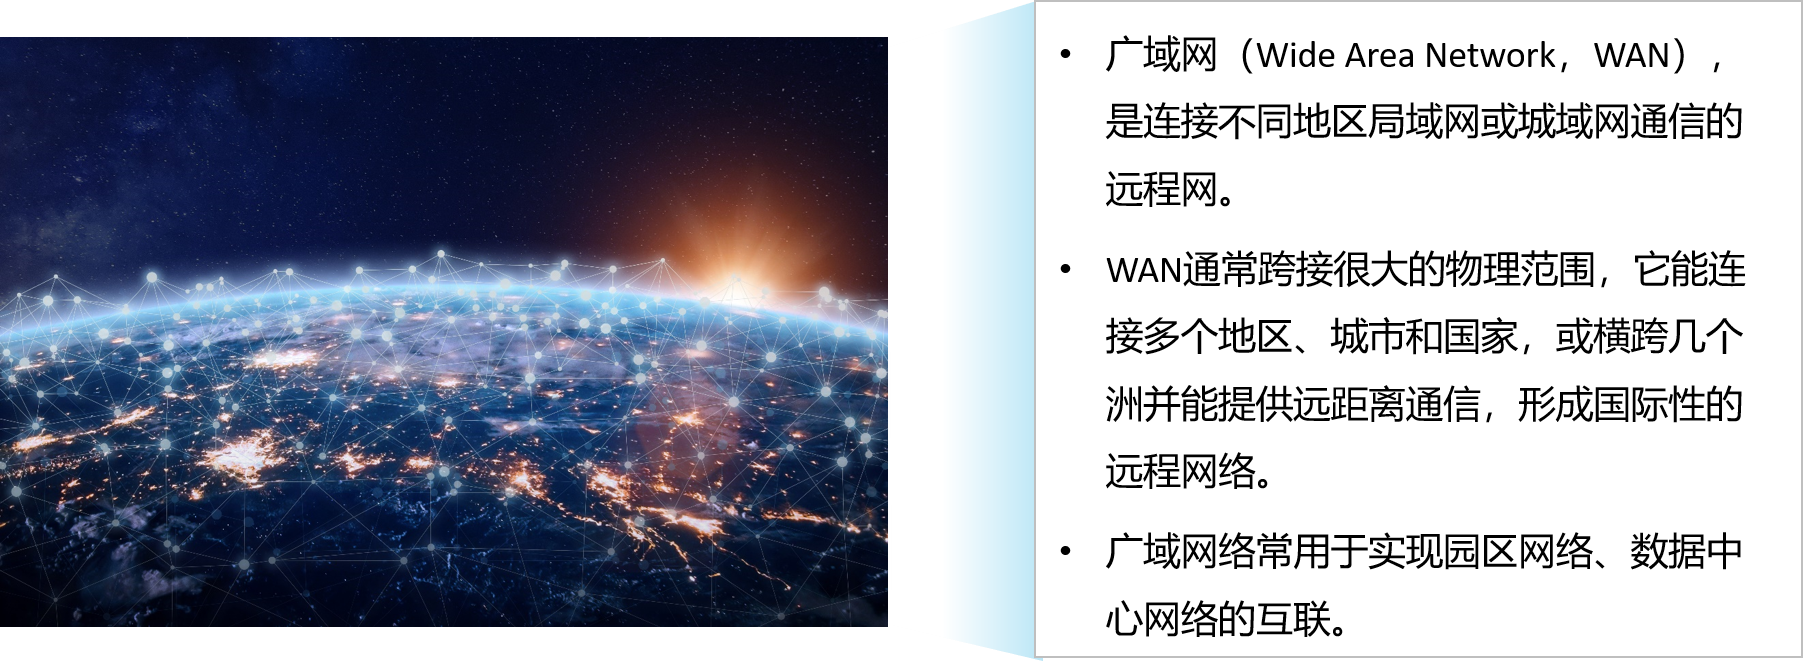 • 广域网（Wide Area Network，WAN），
是连接不同地区局域网或城域网通信的
远程网。
• WAN通常跨接很大的物理范围，它能连
接多个地区、城市和国家，或横跨几个
洲并能提供远距离通信，形成国际性的
远程网络。
• 广域网络常用于实现园区网络、数据中
心网络的互联。